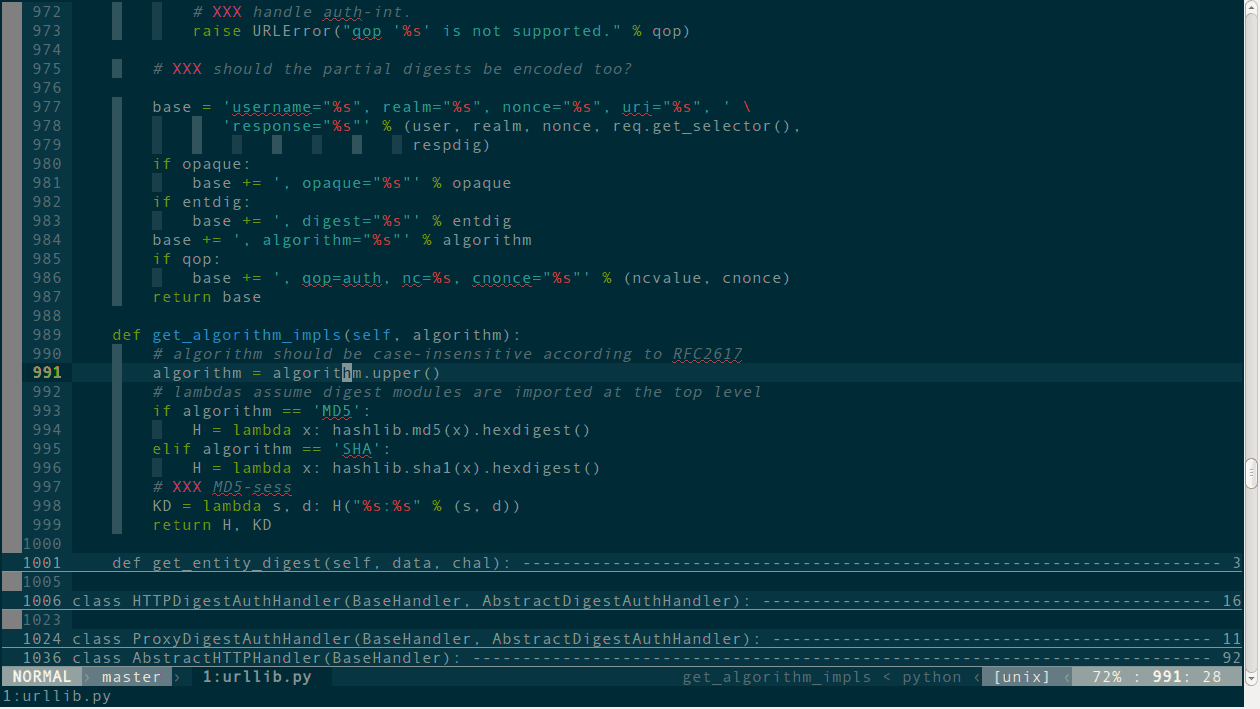 972             # XXX handle auth-int.
973             raise URLError("qop '%s' is not supported." % qop)
974
975         # XXX should the partial digests be encoded too?
976
977         base = 'username="%s", realm="%s", nonce="%s", uri="%s", ' \
978                'response="%s"' % (user, realm, nonce, req.get_selector(),
979                                   respdig)
980         if opaque:
981             base += ', opaque="%s"' % opaque
982         if entdig:
983             base += ', digest="%s"' % entdig
984         base += ', algorithm="%s"' % algorithm
985         if qop:
986             base += ', qop=auth, nc=%s, cnonce="%s"' % (ncvalue, cnonce)
987         return base
988
989     def get_algorithm_impls(self, algorithm):
990         # algorithm should be case-insensitive according to RFC2617
991         algorithm = algorithm.upper()
992         # lambdas assume digest modules are imported at the top level
993         if algorithm == 'MD5':
994             H = lambda x: hashlib.md5(x).hexdigest()
995         elif algorithm == 'SHA':
996             H = lambda x: hashlib.sha1(x).hexdigest()
997         # XXX MD5-sess
998         KD = lambda s, d: H("%s:%s" % (s, d))
999         return H, KD
1000
1001     def get_entity_digest(self, data, chal): ---------------------------------------------------------------------- 3
1005
1006 class HTTPDigestAuthHandler(BaseHandler, AbstractDigestAuthHandler): --------------------------------------------- 16
1023
1024 class ProxyDigestAuthHandler(BaseHandler, AbstractDigestAuthHandler): -------------------------------------------- 11
1036 class AbstractHTTPHandler(BaseHandler): -------------------------------------------------------------------------- 92
NORMAL › master › 1:urllib.py get_algorithm_impls < python ‹ [unix] ‹ 72% : 991: 28
1:urllib.py